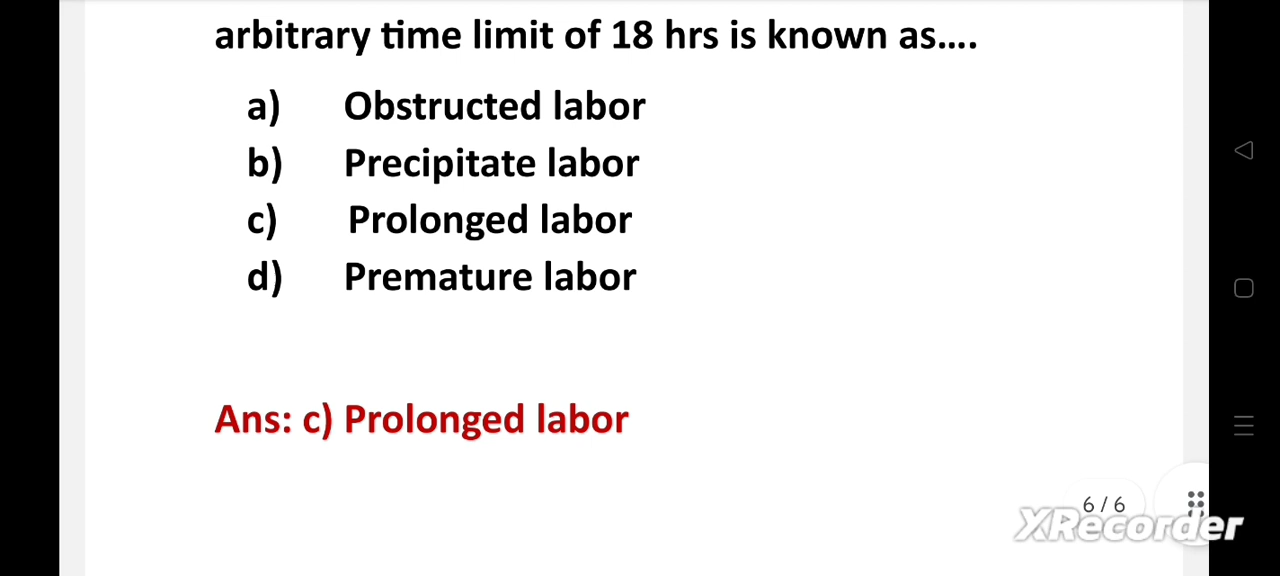 arbitrary time limit of 18 hrs is known as....
a) Obstructed labor
b) Precipitate labor
c) Prolonged labor
d) Premature labor
Ans: c) Prolonged labor
6 / 6
XRecorder